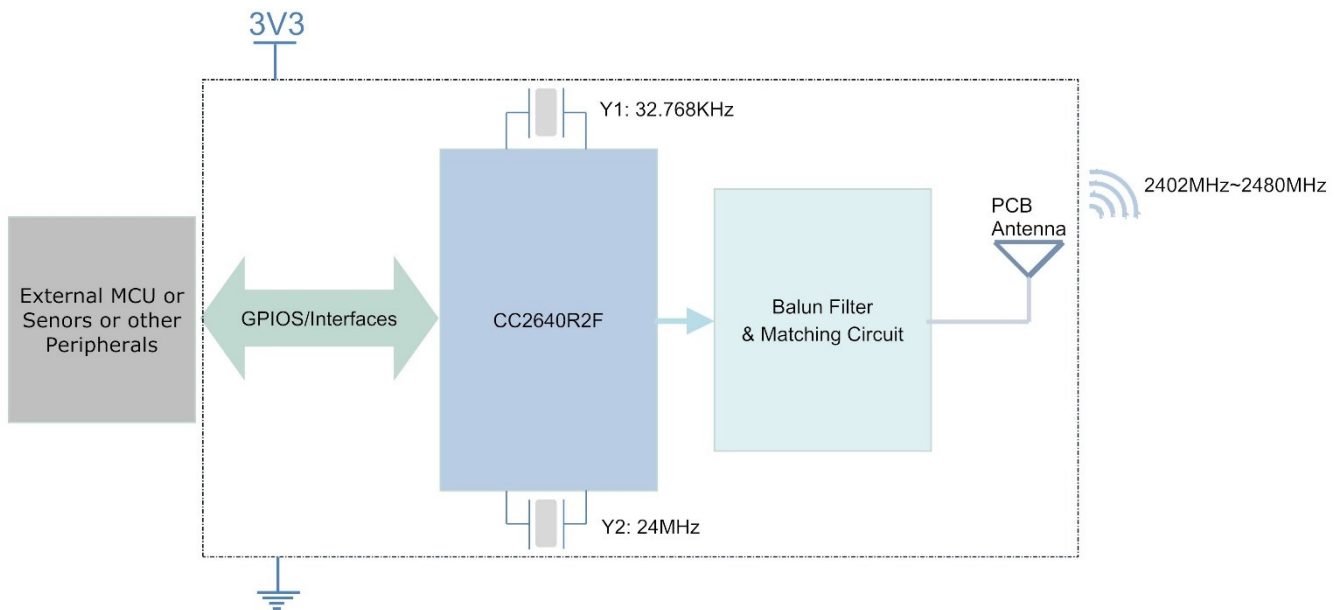 3V3
Y1: 32.768KHz
2402MHz~2480MHz
PCB
Antenna
External MCU or
Senors or other
Peripherals
GPIOS/Interfaces
CC2640R2F
Balun Filter
& Matching Circuit
Y2: 24MHz